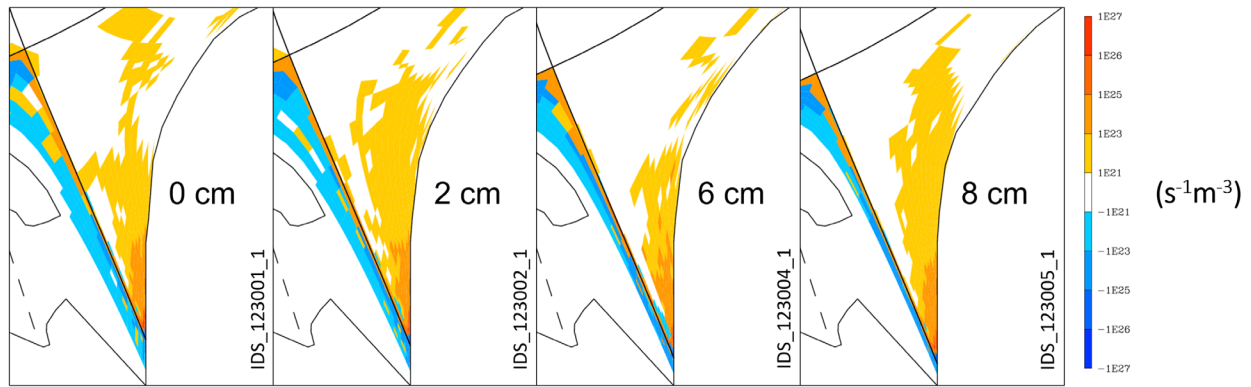 0 cm
IDS_123001_1
2 cm
IDS_123002_1
6 cm
IDS_123004_1
8 cm
IDS_123005_1
1E27
1E26
1E25
1E23
1E21
-1E21
-1E23
-1E25
-1E26
-1E27
(s⁻¹m⁻³)